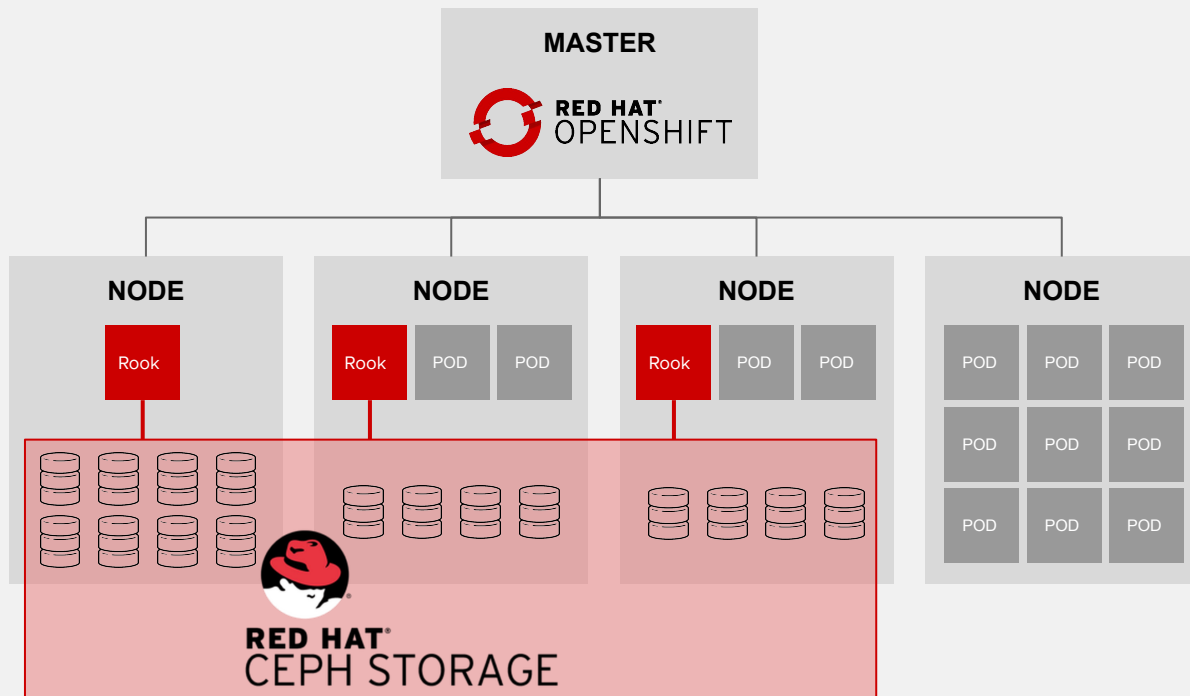 MASTER
RED HAT®
OPENSHIFT
NODE
NODE
NODE
NODE
Rook
Rook
POD
POD
Rook
POD
POD
POD
POD
POD
POD
POD
POD
POD
POD
POD
RED HAT®
CEPH STORAGE